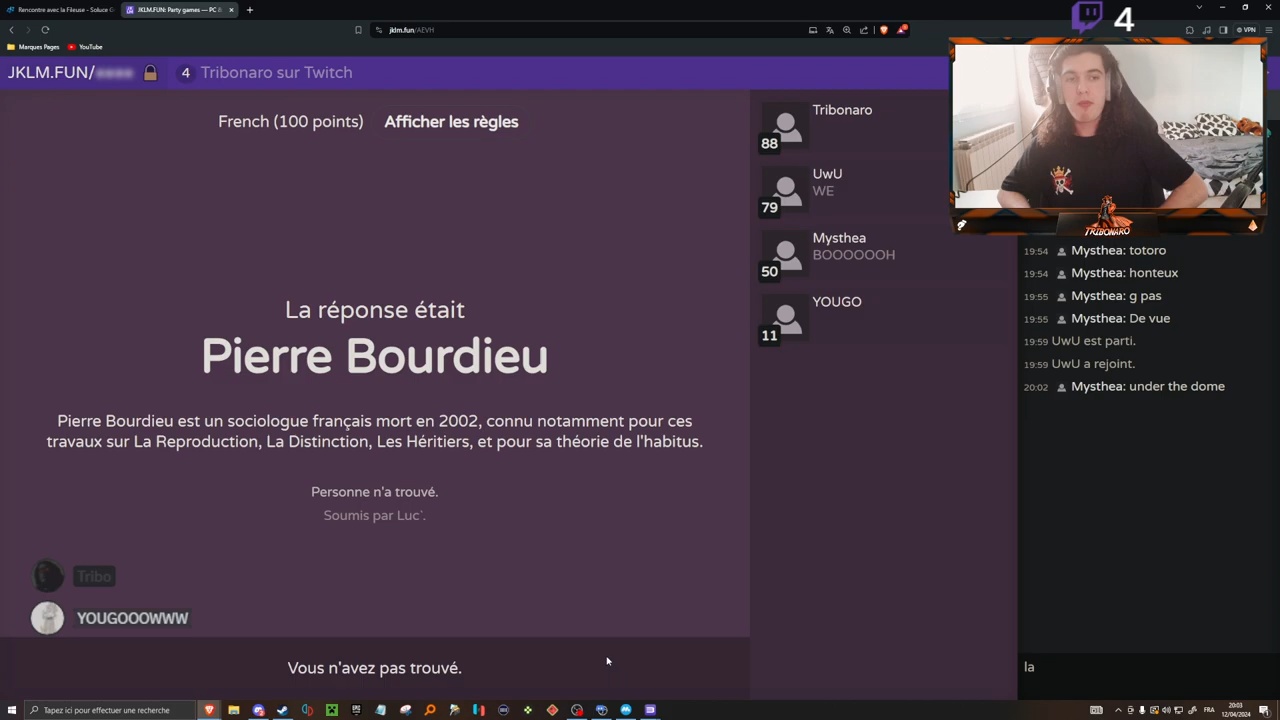 Rencontre avec la Fileuse - Soluce G
JKLM.FUN: Party games — PC &
4
jklm.fun/AEVH
VPN
Marques Pages
YouTube
JKLM.FUN/
4 Tribonaro sur Twitch
French (100 points) Afficher les règles
La réponse était
Pierre Bourdieu
Pierre Bourdieu est un sociologue français mort en 2002, connu notamment pour ces
travaux sur La Reproduction, La Distinction, Les Héritiers, et pour sa théorie de l'habitus.
Personne n'a trouvé.
Soumis par Luc`.
Tribo
YOUGOOOWWW
Vous n'avez pas trouvé.
Tribonaro
88
UwU
WE
79
Mysthea
BOOOOOOH
50
YOUGO
11
TRIBONARO
19:54 Mysthea: totoro
19:54 Mysthea: honteux
19:55 Mysthea: g pas
19:55 Mysthea: De vue
19:59 UwU est parti.
19:59 UwU a rejoint.
20:02 Mysthea: under the dome
la
Tapez ici pour effectuer une recherche
FRA
20:03
12/04/2024